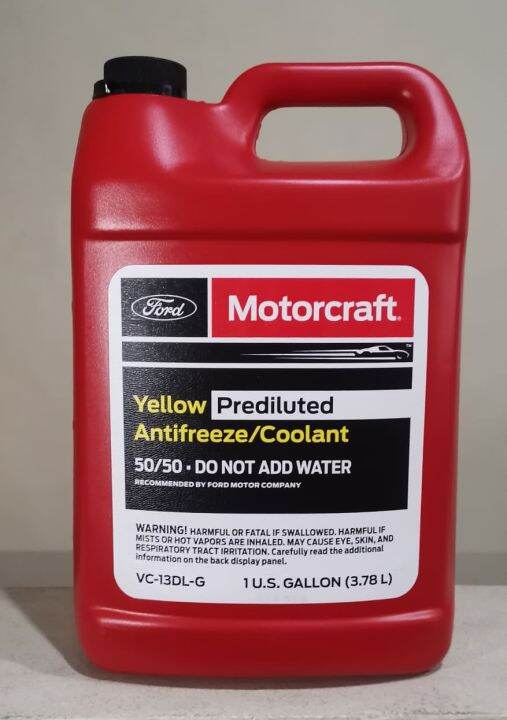 Ford
Motorcraft®
™
Yellow Prediluted
Antifreeze/Coolant
50/50 • DO NOT ADD WATER
RECOMMENDED BY FORD MOTOR COMPANY
WARNING! HARMFUL OR FATAL IF SWALLOWED. HARMFUL IF
MISTS OR HOT VAPORS ARE INHALED. MAY CAUSE EYE, SKIN, AND
RESPIRATORY TRACT IRRITATION. Carefully read the additional
information on the back display panel.
VC-13DL-G 1 U.S. GALLON (3.78 L)